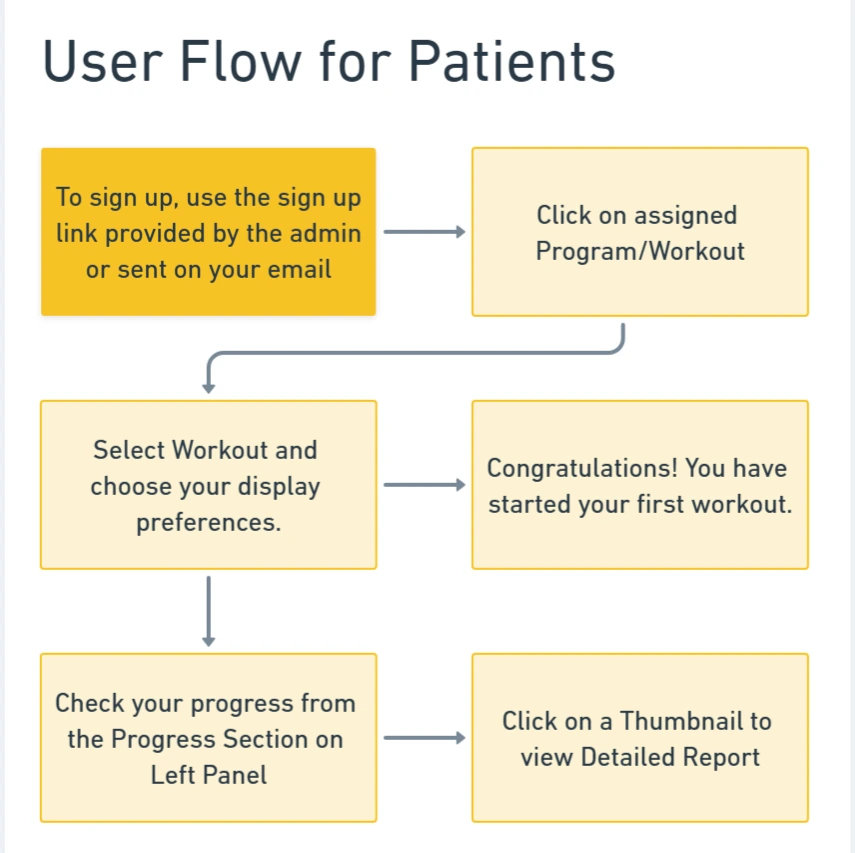 User Flow for Patients
To sign up, use the sign up
link provided by the admin
or sent on your email
Click on assigned
Program/Workout
Select Workout and
choose your display
preferences.
Congratulations! You have
started your first workout.
Check your progress from
the Progress Section on
Left Panel
Click on a Thumbnail to
view Detailed Report